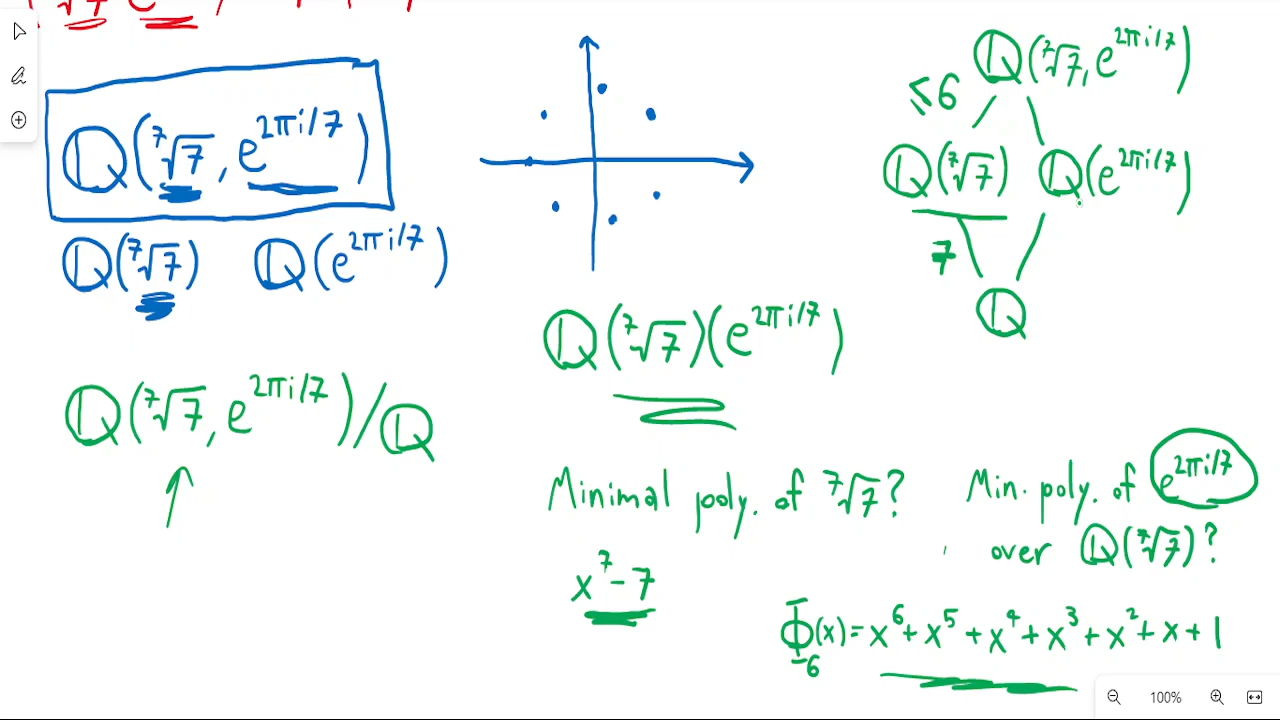 ℚ(⁷√7, e^{2πi/7})
ℚ(⁷√7) ℚ(e^{2πi/7})
ℚ(⁷√7, e^{2πi/7})/ℚ
ℚ(⁷√7)(e^{2πi/7})
Minimal poly. of ⁷√7?
x⁷-7
ℚ(⁷√7, e^{2πi/7})
≤6
ℚ(⁷√7) ℚ(e^{2πi/7})
7
ℚ
Min. poly. of e^{2πi/7}
over ℚ(⁷√7)?
Φ₆(x)=x⁶+x⁵+x⁴+x³+x²+x+1
100%